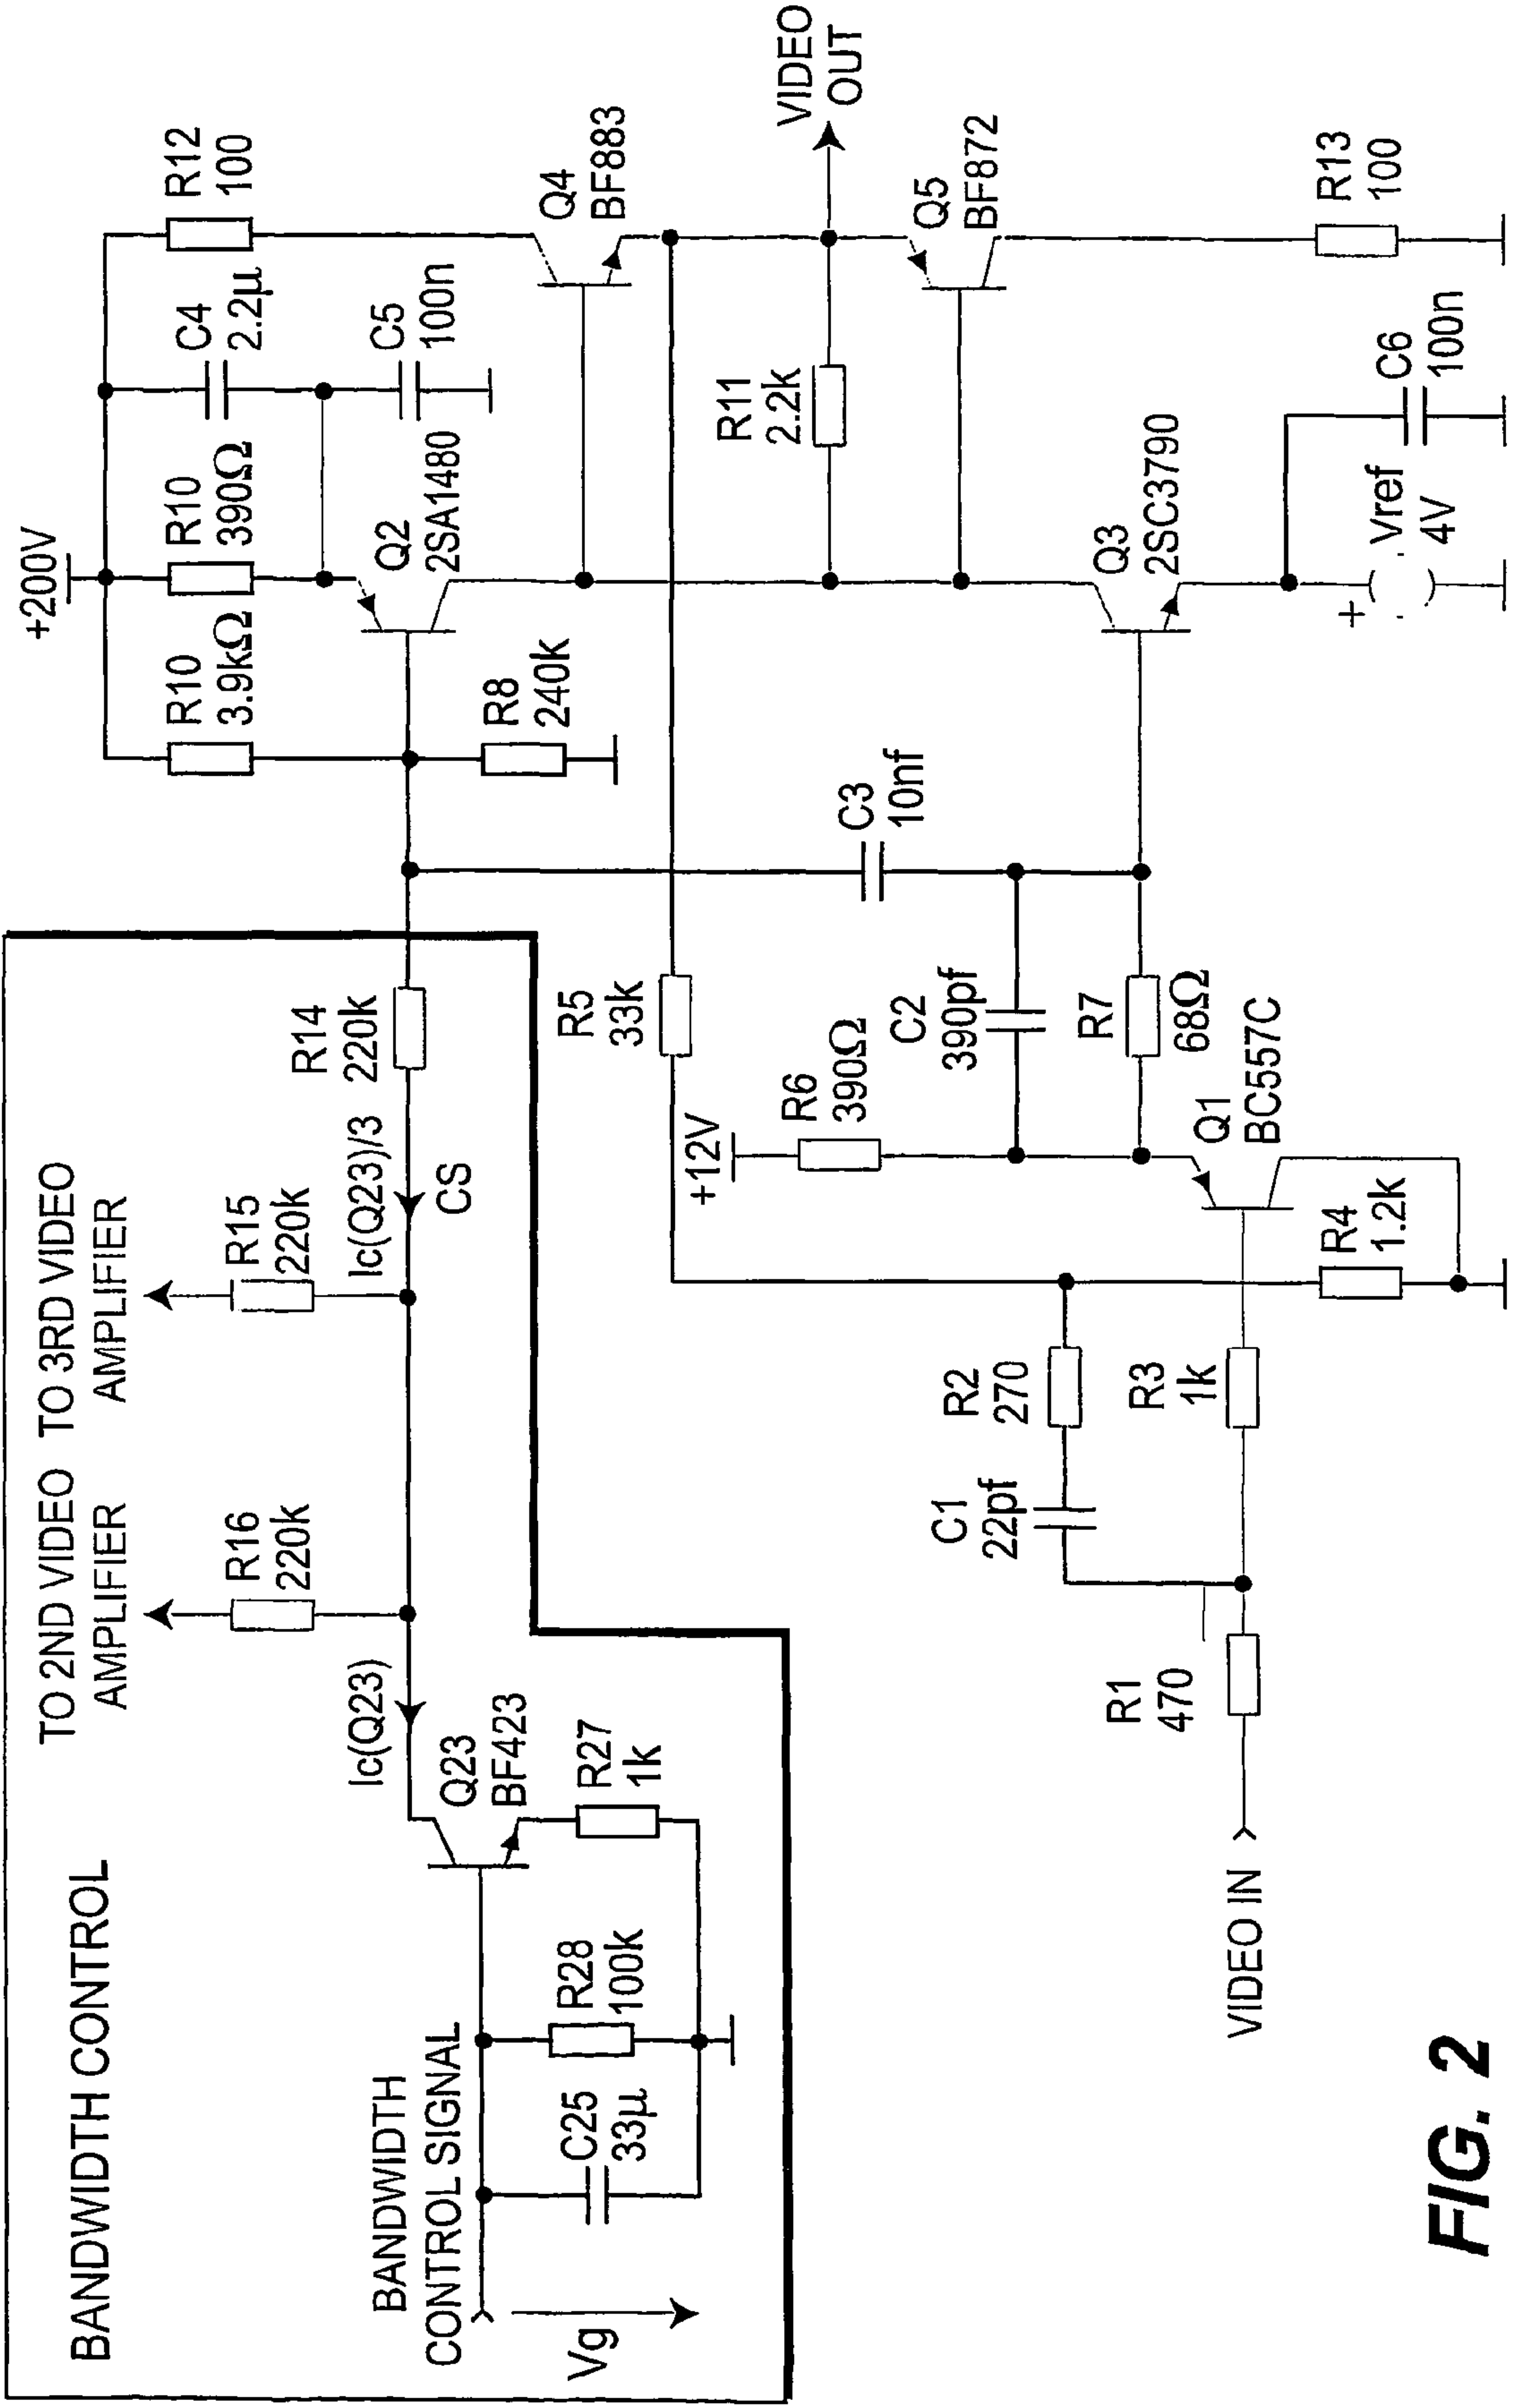 BANDWIDTH CONTROL
TO 2ND VIDEO
AMPLIFIER
TO 3RD VIDEO
AMPLIFIER
R16
220k
R15
220k
Ic(Q23)
Ic(Q23)/3
CS
R14
220k
BANDWIDTH
CONTROL SIGNAL
Vg
C25
33μ
R28
100k
Q23
BF423
R27
1k
+200V
R10
3.9kΩ
R10
390Ω
C4
2.2μ
R12
100
C5
100n
Q2
2SA1480
R8
240k
Q4
BF883
R5
33k
R11
2.2k
VIDEO
OUT
+12V
R6
390Ω
C2
390pf
C3
10nf
Q5
BF872
R7
68Ω
Q1
BC557C
Q3
2SC3790
C1
22pf
R2
270
R3
1k
R4
1.2k
R1
470
VIDEO IN
+
Vref
4V
C6
100n
R13
100
FIG. 2